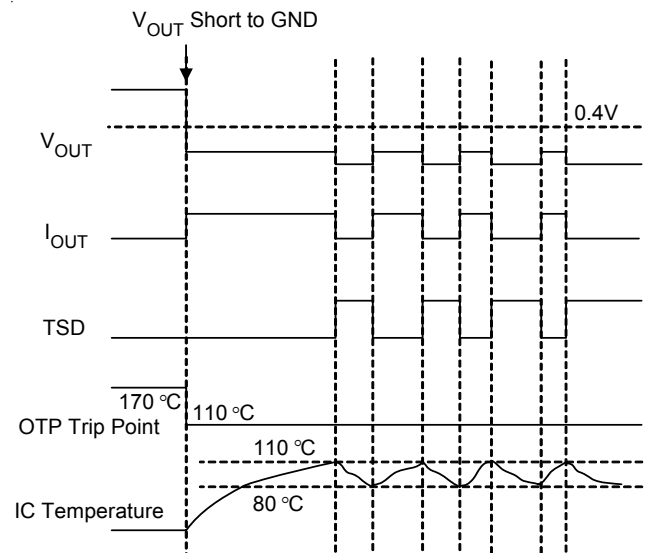 VOUT Short to GND
0.4V
VOUT
IOUT
TSD
170 °C
110 °C
OTP Trip Point
110 °C
80 °C
IC Temperature